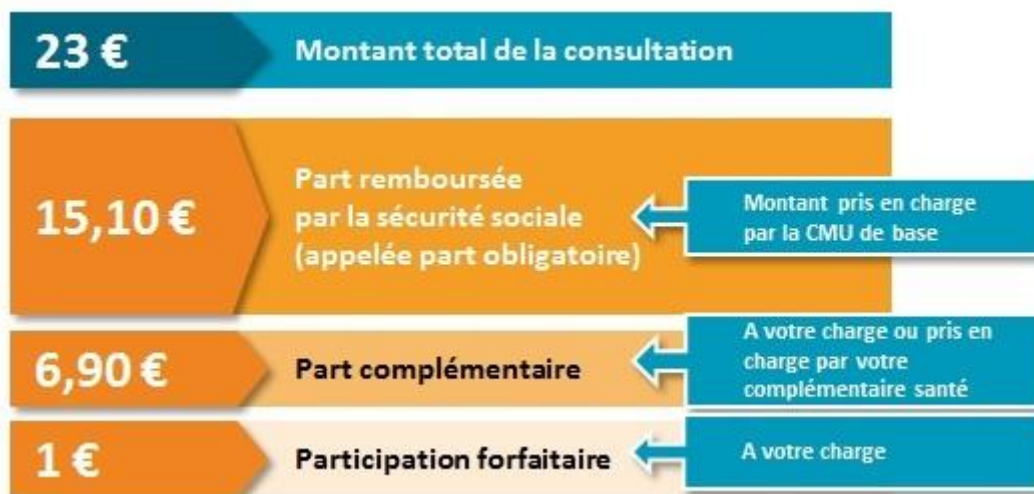 23 €
Montant total de la consultation
15,10 €
Part remboursée
par la sécurité sociale
(appelée part obligatoire)
Montant pris en charge
par la CMU de base
6,90 €
Part complémentaire
A votre charge ou pris en
charge par votre
complémentaire santé
1 €
Participation forfaitaire
A votre charge